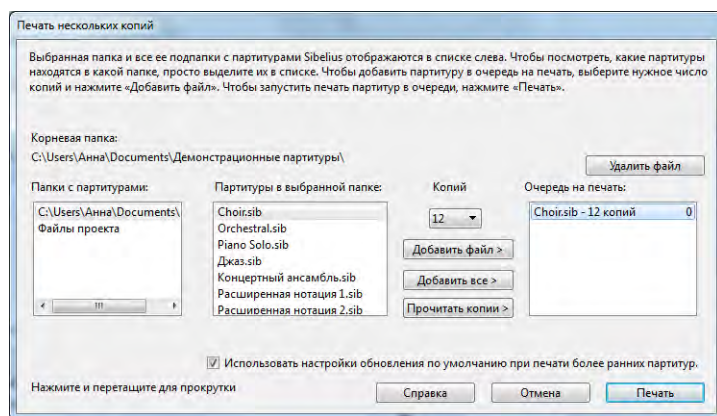 Печать нескольких копий
Выбранная папка и все ее подпапки с партитурами Sibelius отображаются в списке слева. Чтобы посмотреть, какие партитуры
находятся в какой папке, просто выделите их в списке. Чтобы добавить партитуру в очередь на печать, выберите нужное число
копий и нажмите «Добавить файл». Чтобы запустить печать партитур в очереди, нажмите «Печать».
Корневая папка:
C:\Users\Анна\Documents\Демонстрационные партитуры\
Удалить файл
Папки с партитурами:
Партитуры в выбранной папке:
Копий
Очередь на печать:
C:\Users\Анна\Documents\
Файлы проекта
Choir.sib
Orchestral.sib
Piano Solo.sib
Джаз.sib
Концертный ансамбль.sib
Расширенная нотация 1.sib
Расширенная нотация 2.sib
12
Добавить файл >
Добавить все >
Прочитать копии >
Choir.sib - 12 копий 0
Использовать настройки обновления по умолчанию при печати более ранних партитур.
Нажмите и перетащите для прокрутки
Справка
Отмена
Печать